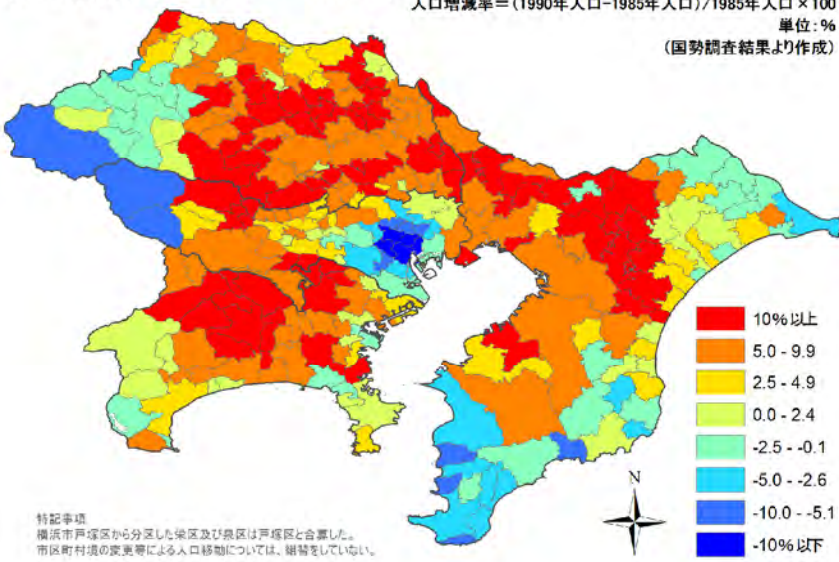 人口増減率=(1990年人口-1985年人口)/1985年人口×100
単位:%
(国勢調査結果より作成)
10%以上
5.0 - 9.9
2.5 - 4.9
0.0 - 2.4
-2.5 - -0.1
-5.0 - -2.6
-10.0 - -5.1
-10%以下
N
特記事項
横浜市戸塚区から分区した栄区及び泉区は戸塚区と合算した。
市区町村境の変更等による人口移動については、組替をしていない。